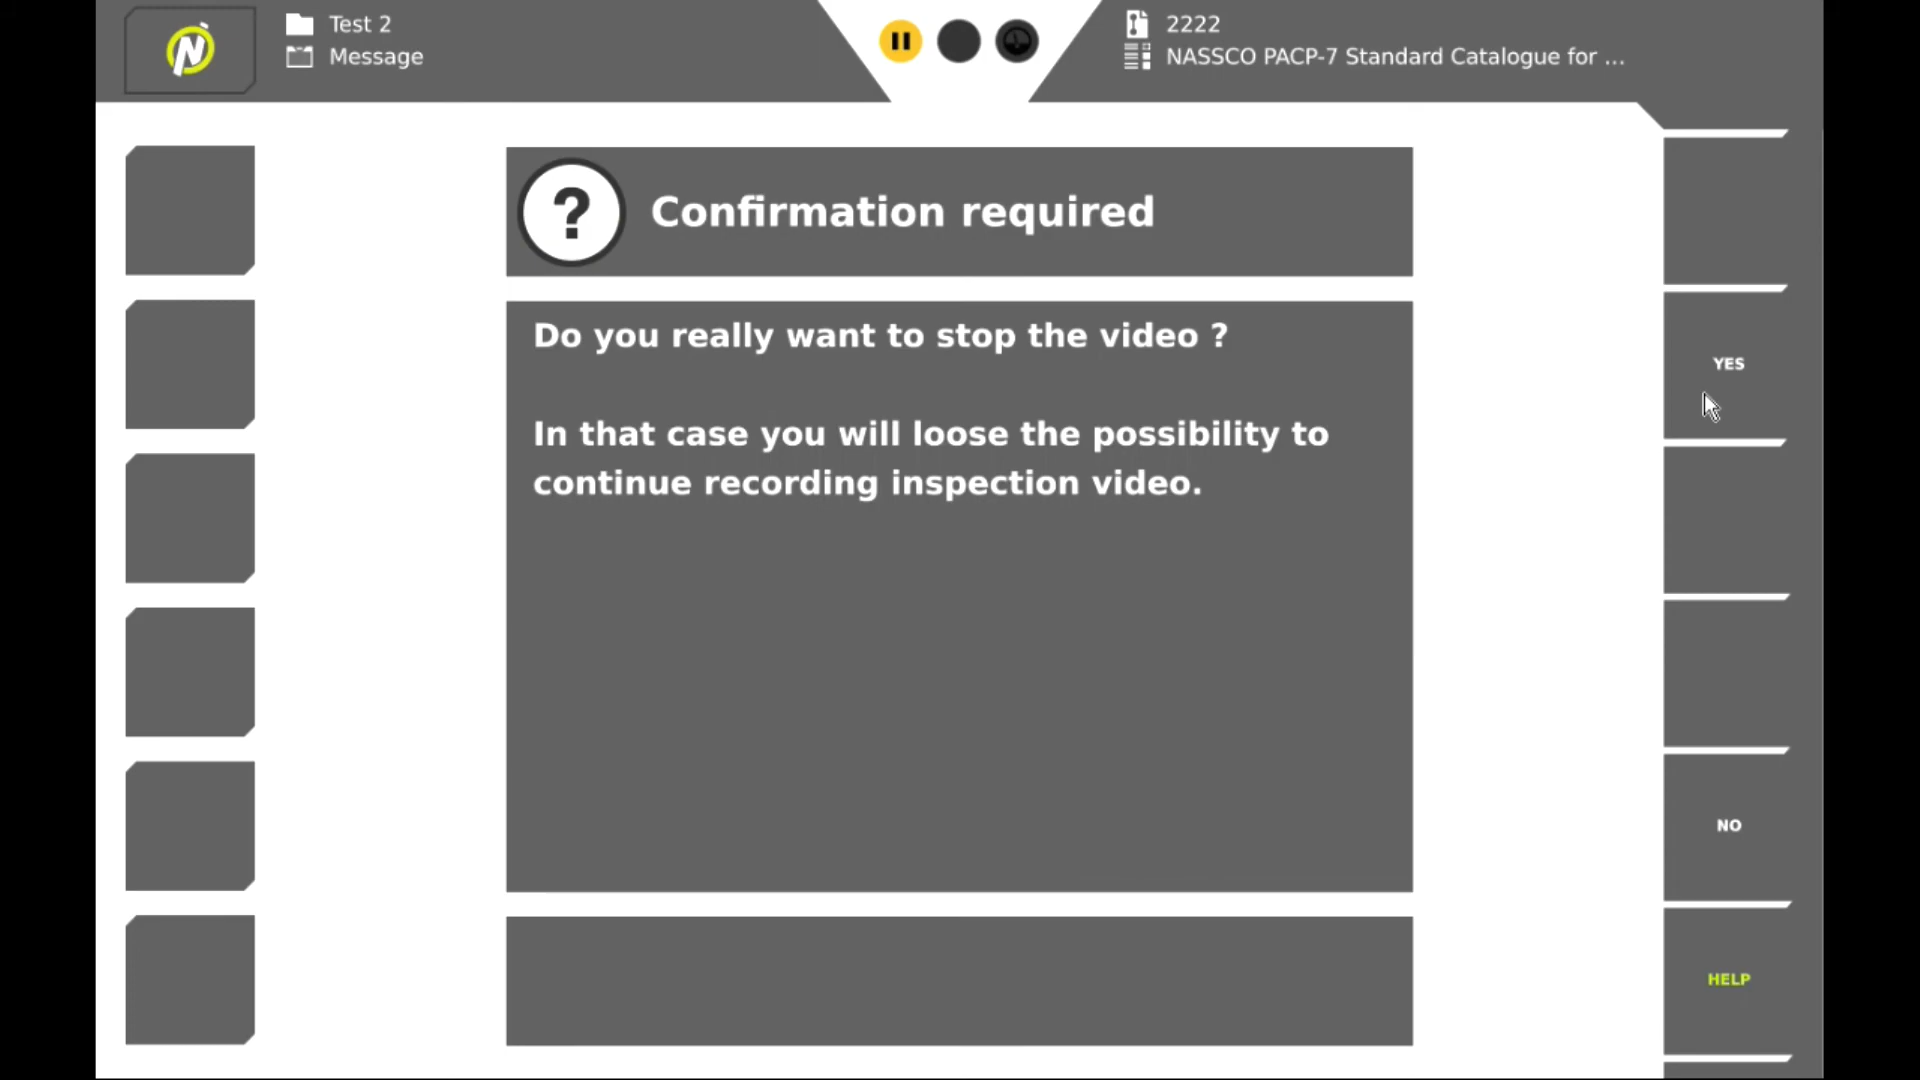 Test 2
Message
2222
NASSCO PACP-7 Standard Catalogue for ...
? Confirmation required
Do you really want to stop the video ?
In that case you will loose the possibility to
continue recording inspection video.
YES
NO
HELP